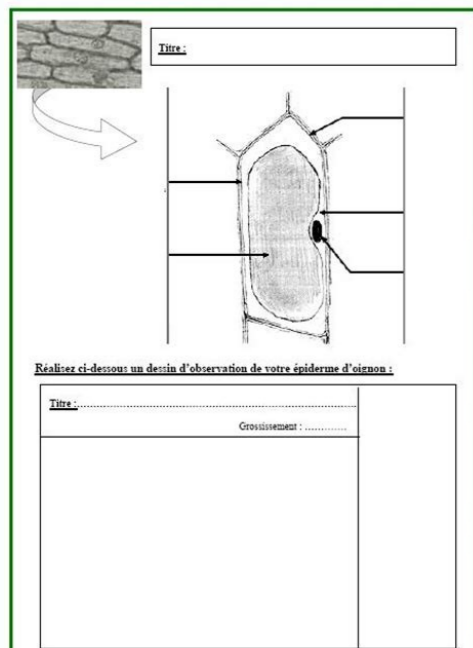 Titre :
Réalisez ci-dessous un dessin d'observation de votre épiderme d'oignon :
Titre :..........................................................................................
Grossissement : .............